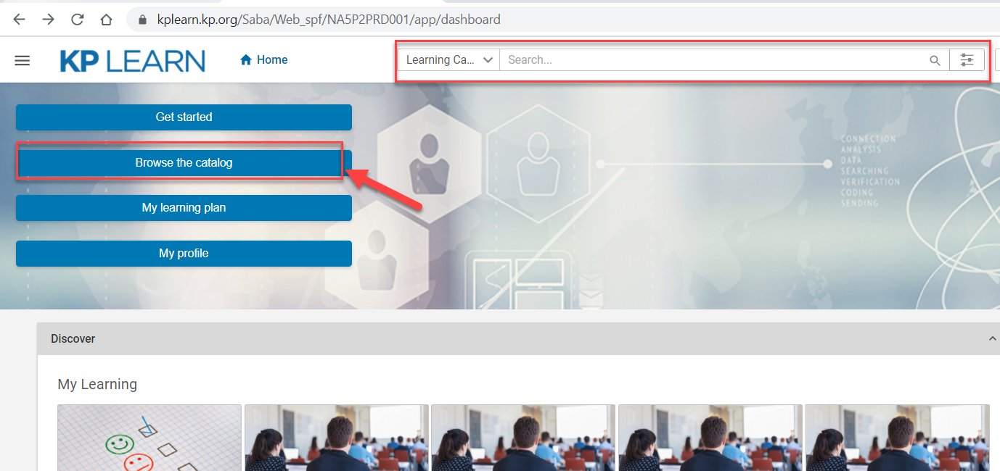 kplearn.kp.org/Saba/Web_spf/NA5P2PRD001/app/dashboard
KP LEARN
Home
Learning Ca...
Search...
Get started
Browse the catalog
My learning plan
My profile
CONNECTION
ANALYSIS
DATA
SEARCHING
VERIFICATION
CODING
SENDING
Discover
My Learning